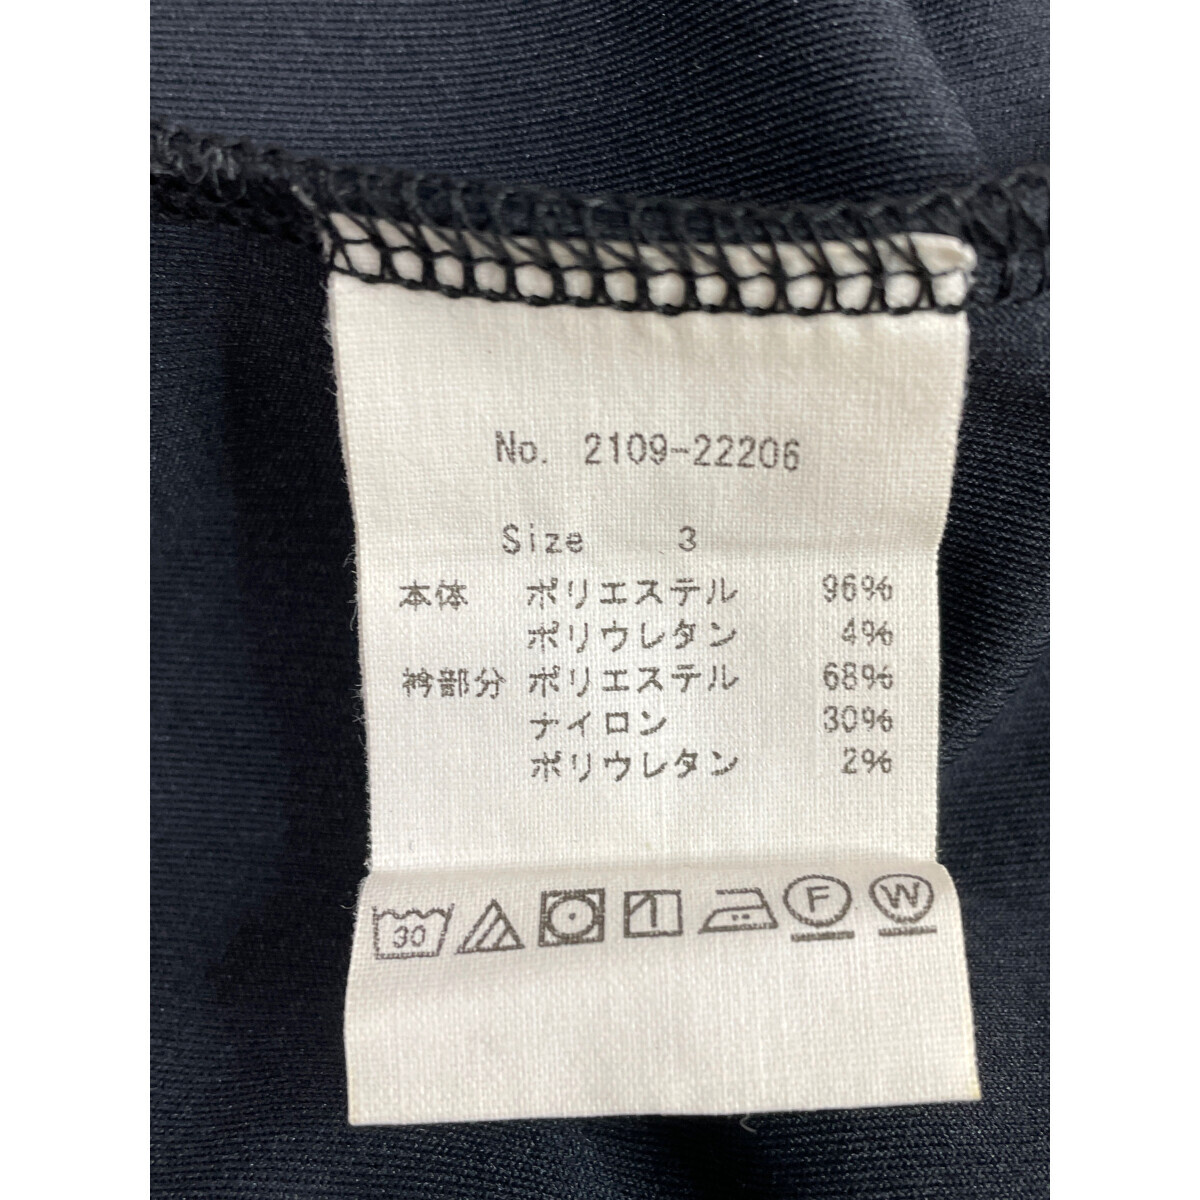 No. 2109-22206
Size 3
本体 ポリエステル 96%
ポリウレタン 4%
衿部分 ポリエステル 68%
ナイロン 30%
ポリウレタン 2%
30 F W